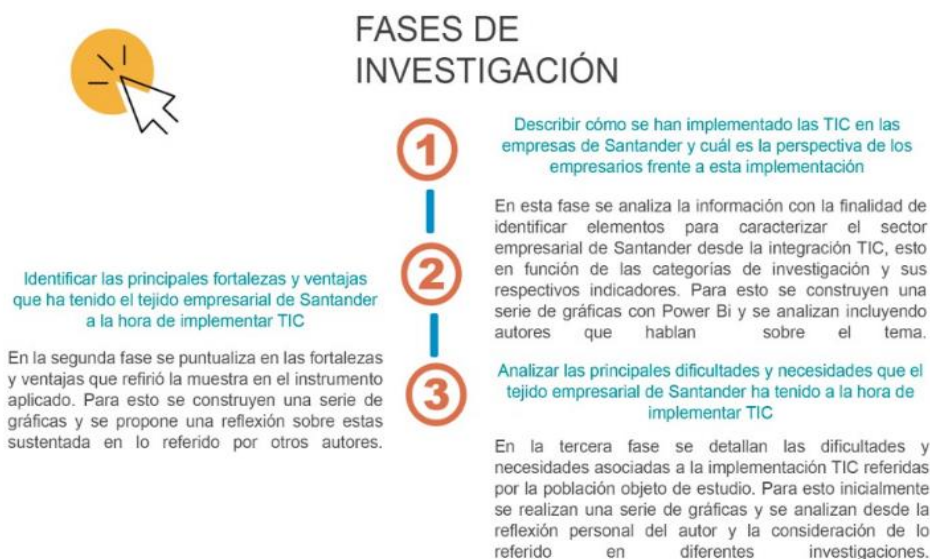 FASES DE
INVESTIGACIÓN
1
Describir cómo se han implementado las TIC en las
empresas de Santander y cuál es la perspectiva de los
empresarios frente a esta implementación
En esta fase se analiza la información con la finalidad de
identificar elementos para caracterizar el sector
empresarial de Santander desde la integración TIC, esto
en función de las categorías de investigación y sus
respectivos indicadores. Para esto se construyen una
serie de gráficas con Power Bi y se analizan incluyendo
autores que hablan sobre el tema.
2
Identificar las principales fortalezas y ventajas
que ha tenido el tejido empresarial de Santander
a la hora de implementar TIC
En la segunda fase se puntualiza en las fortalezas
y ventajas que refirió la muestra en el instrumento
aplicado. Para esto se construyen una serie de
gráficas y se propone una reflexión sobre estas
sustentada en lo referido por otros autores.
3
Analizar las principales dificultades y necesidades que el
tejido empresarial de Santander ha tenido a la hora de
implementar TIC
En la tercera fase se detallan las dificultades y
necesidades asociadas a la implementación TIC referidas
por la población objeto de estudio. Para esto inicialmente
se realizan una serie de gráficas y se analizan desde la
reflexión personal del autor y la consideración de lo
referido en diferentes investigaciones.